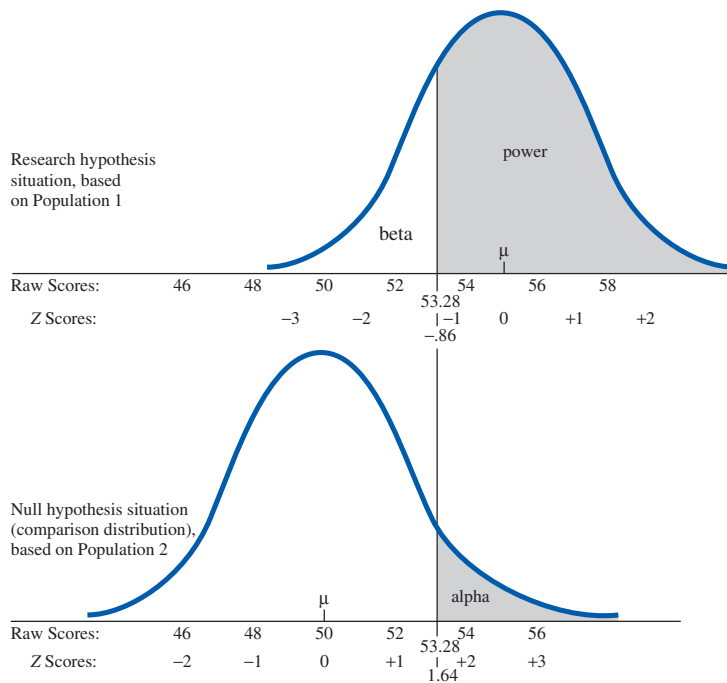 power
Research hypothesis
situation, based
on Population 1
beta
μ
Raw Scores: 46 48 50 52 54 56 58
53.28
Z Scores: –3 –2 –1 0 +1 +2
–.86
Null hypothesis situation
(comparison distribution),
based on Population 2
alpha
μ
Raw Scores: 46 48 50 52 54 56
53.28
Z Scores: –2 –1 0 +1 +2 +3
1.64